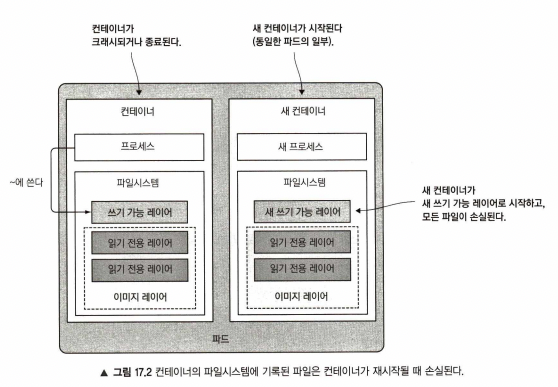 컨테이너가
크래시되거나 종료된다.
새 컨테이너가 시작된다
(동일한 파드의 일부).
컨테이너
새 컨테이너
프로세스
새 프로세스
~에 쓴다
파일시스템
파일시스템
쓰기 가능 레이어
새 쓰기 가능 레이어
새 컨테이너가
새 쓰기 가능 레이어로 시작하고,
모든 파일이 손실된다.
읽기 전용 레이어
읽기 전용 레이어
읽기 전용 레이어
읽기 전용 레이어
이미지 레이어
이미지 레이어
파드
▲ 그림 17.2 컨테이너의 파일시스템에 기록된 파일은 컨테이너가 재시작될 때 손실된다.